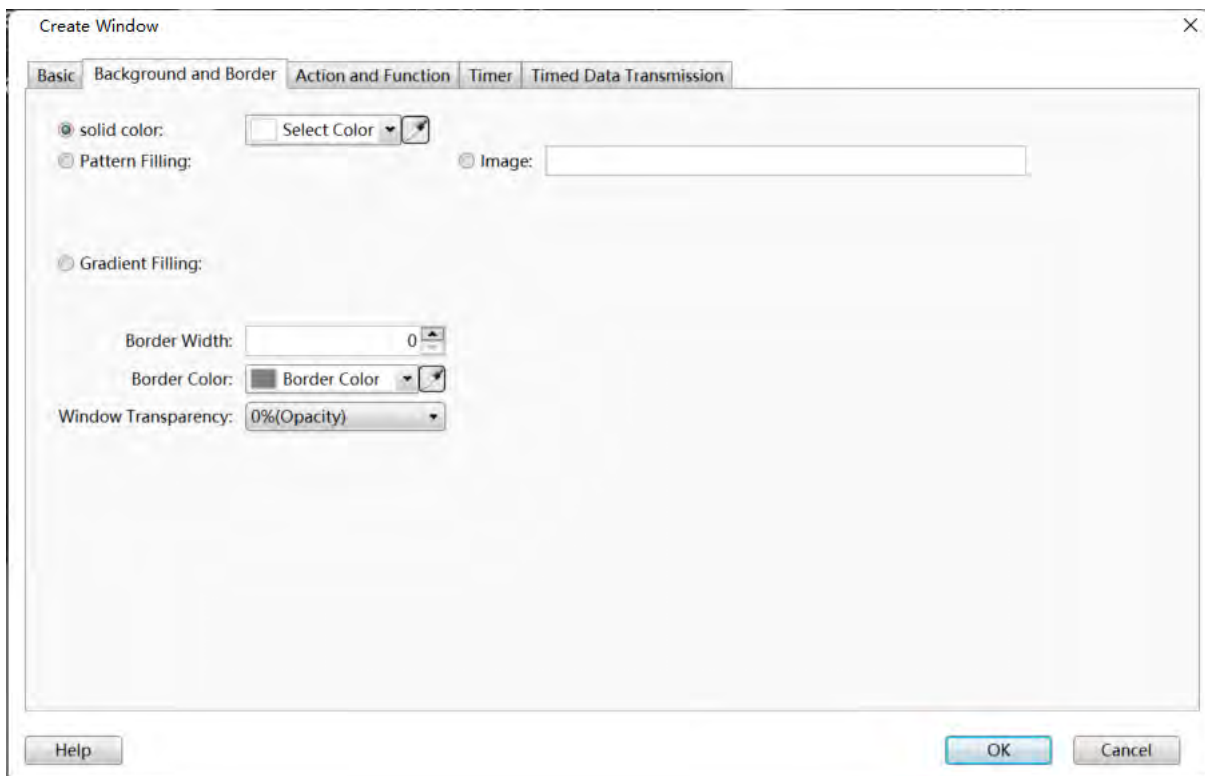 Create Window
Basic Background and Border Action and Function Timer Timed Data Transmission
solid color: Select Color
Pattern Filling: Image:
Gradient Filling:
Border Width: 0
Border Color: Border Color
Window Transparency: 0%(Opacity)
Help OK Cancel